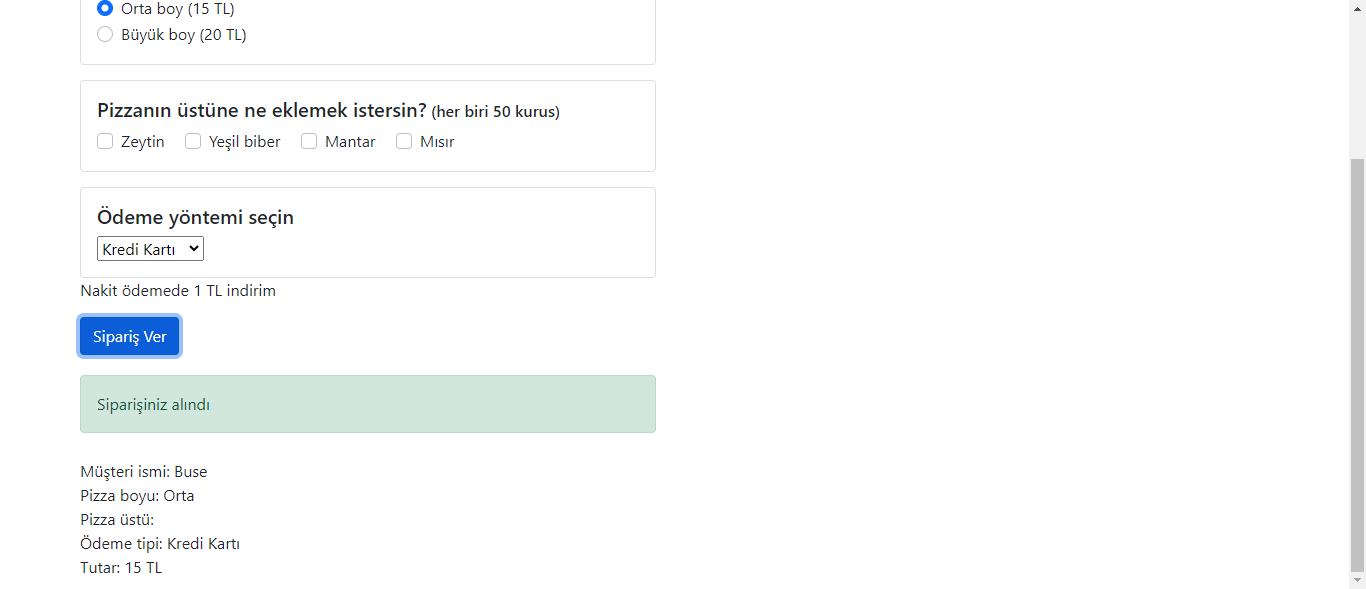 Orta boy (15 TL)
Büyük boy (20 TL)
Pizzanın üstüne ne eklemek istersin? (her biri 50 kurus)
Zeytin Yeşil biber Mantar Mısır
Ödeme yöntemi seçin
Kredi Kartı
Nakit ödemede 1 TL indirim
Sipariş Ver
Siparişiniz alındı
Müşteri ismi: Buse
Pizza boyu: Orta
Pizza üstü:
Ödeme tipi: Kredi Kartı
Tutar: 15 TL